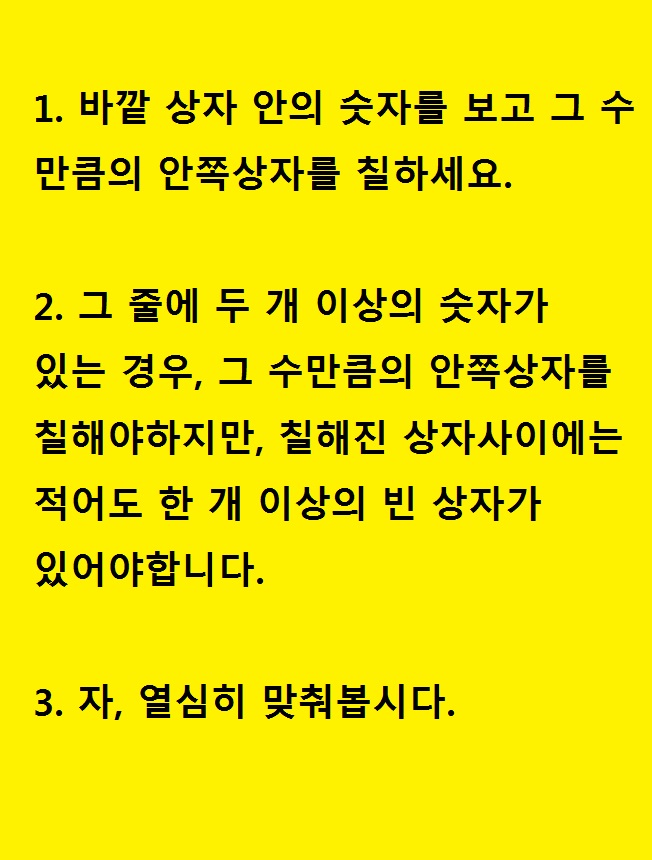 1. 바깥 상자 안의 숫자를 보고 그 수
만큼의 안쪽상자를 칠하세요.
2. 그 줄에 두 개 이상의 숫자가
있는 경우, 그 수만큼의 안쪽상자를
칠해야하지만, 칠해진 상자사이에는
적어도 한 개 이상의 빈 상자가
있어야합니다.
3. 자, 열심히 맞춰봅시다.